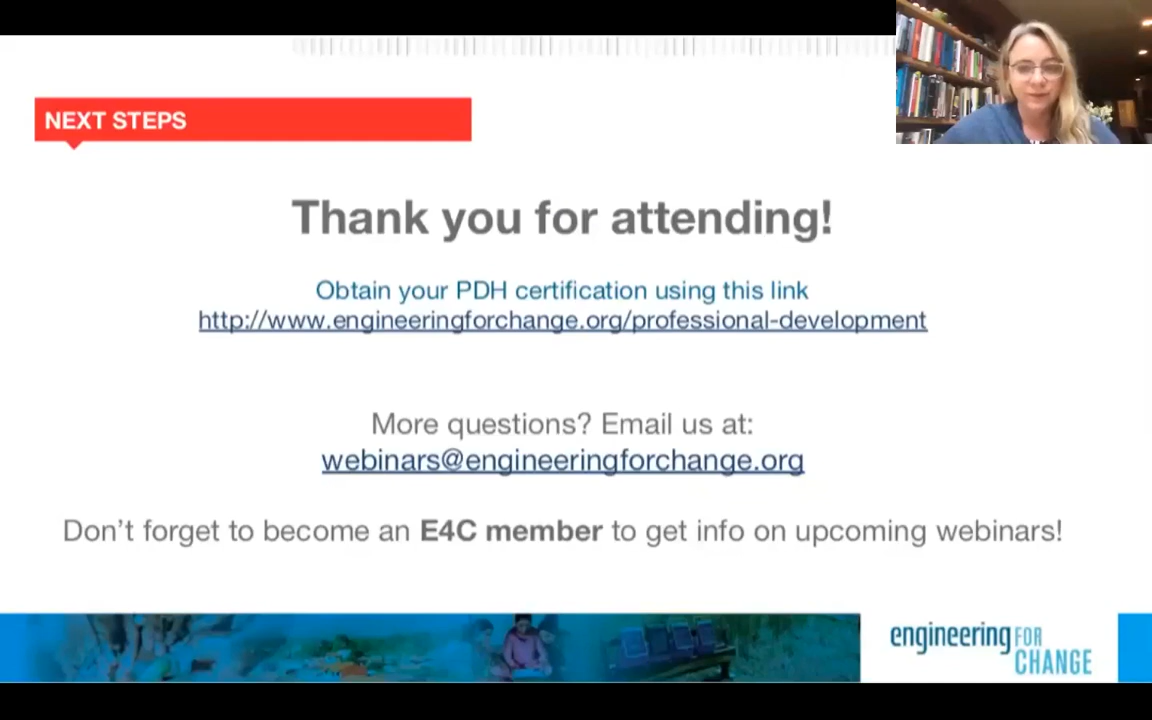 NEXT STEPS
Thank you for attending!
Obtain your PDH certification using this link
http://www.engineeringforchange.org/professional-development
More questions? Email us at:
webinars@engineeringforchange.org
Don’t forget to become an E4C member to get info on upcoming webinars!
engineering FOR
CHANGE